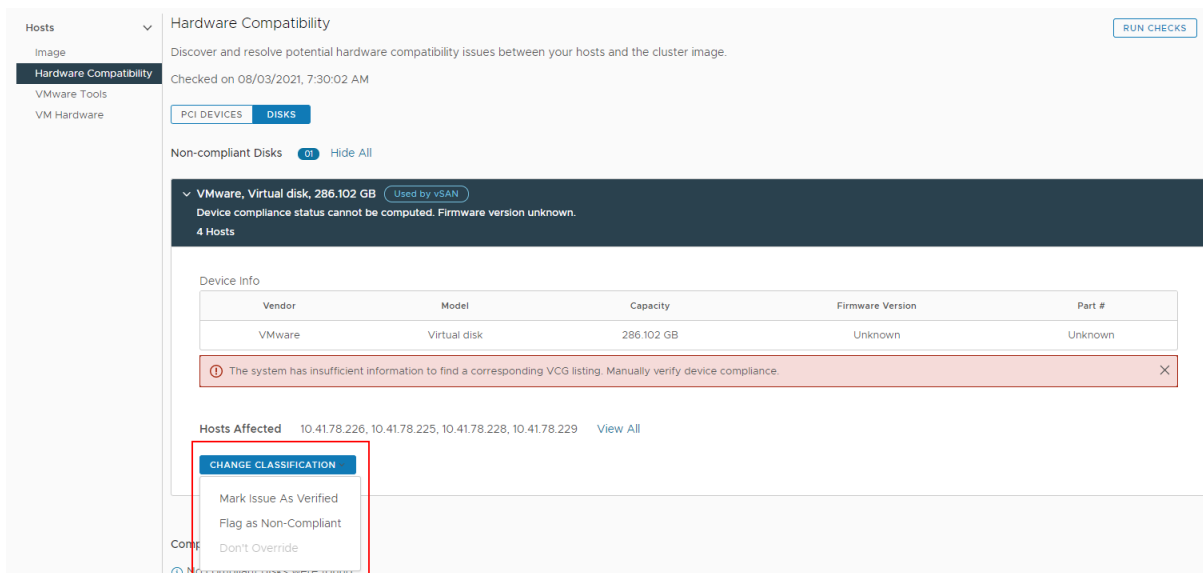 Hosts
Image
Hardware Compatibility
VMware Tools
VM Hardware
Hardware Compatibility
RUN CHECKS
Discover and resolve potential hardware compatibility issues between your hosts and the cluster image.
Checked on 08/03/2021, 7:30:02 AM
PCI DEVICES DISKS
Non-compliant Disks 01 Hide All
VMware, Virtual disk, 286.102 GB Used by vSAN
Device compliance status cannot be computed. Firmware version unknown.
4 Hosts
Device Info
Vendor Model Capacity Firmware Version Part #
VMware Virtual disk 286.102 GB Unknown Unknown
The system has insufficient information to find a corresponding VCG listing. Manually verify device compliance.
Hosts Affected 10.41.78.226, 10.41.78.225, 10.41.78.228, 10.41.78.229 View All
CHANGE CLASSIFICATION
Mark Issue As Verified
Flag as Non-Compliant
Don't Override